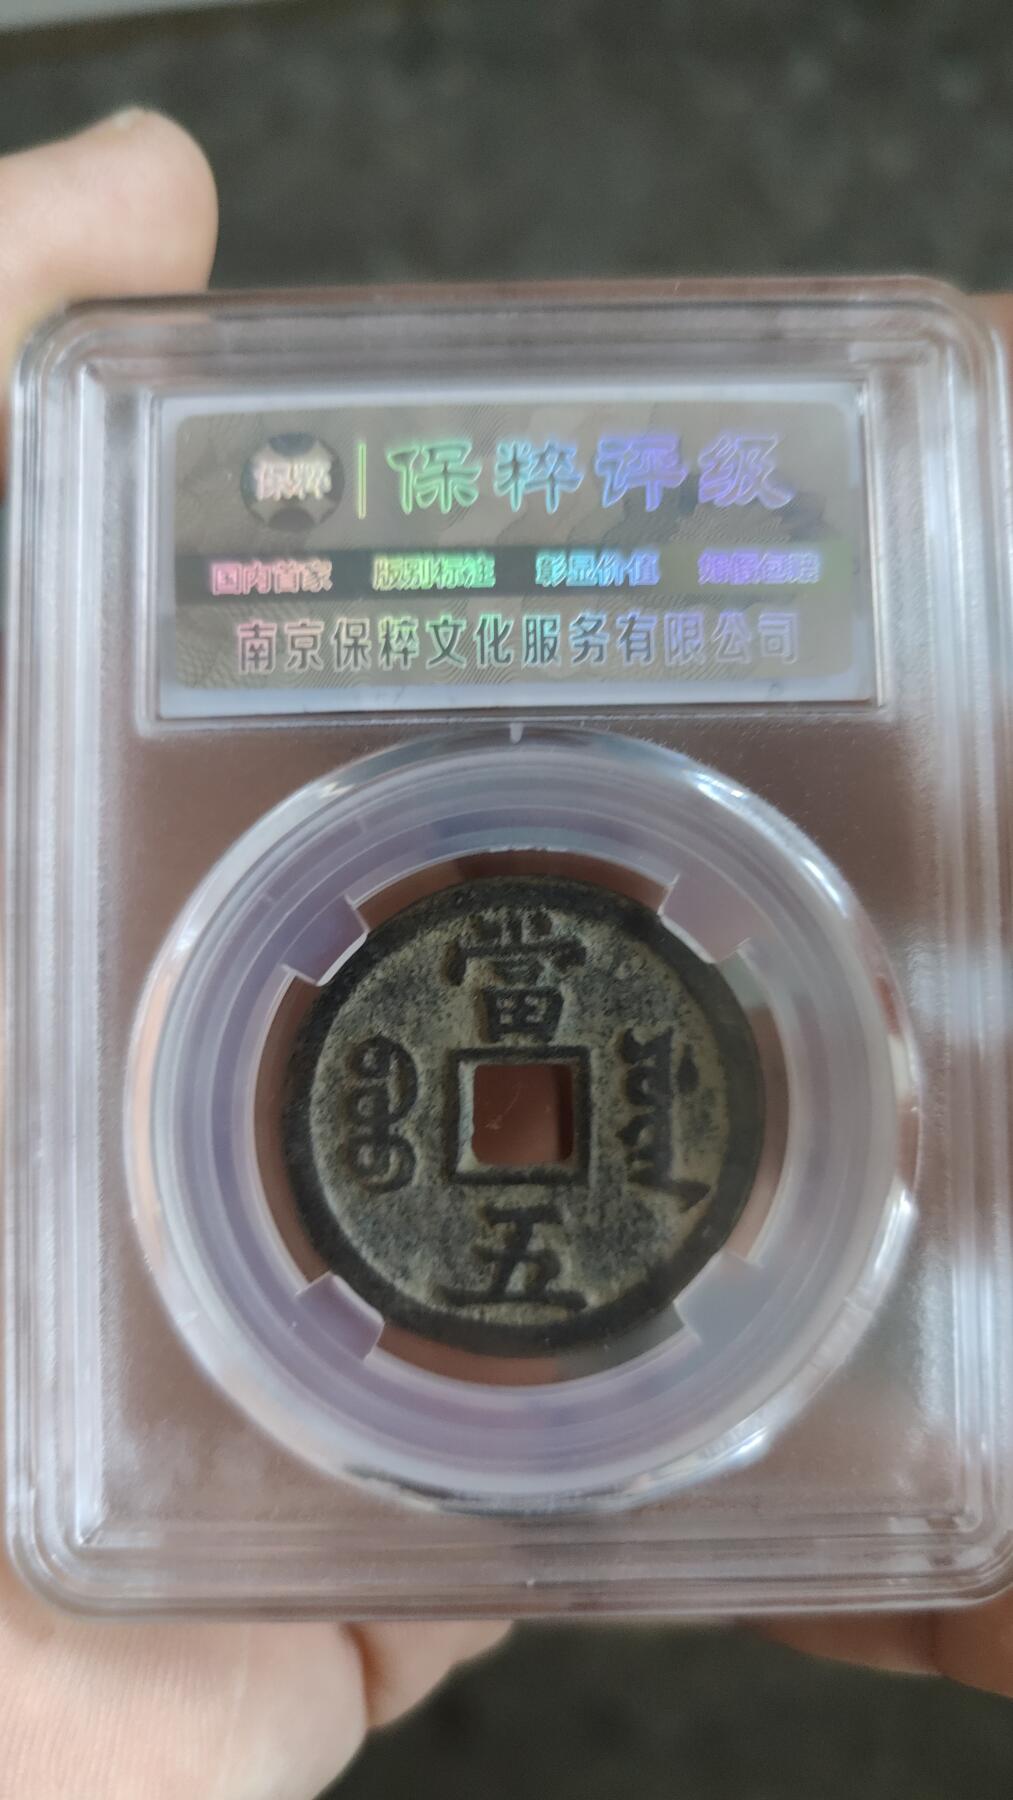 保粹 | 保粹评级
国内首家 版别标注 彰显价值 如假包赔
南京保粹文化服务有限公司
當
五